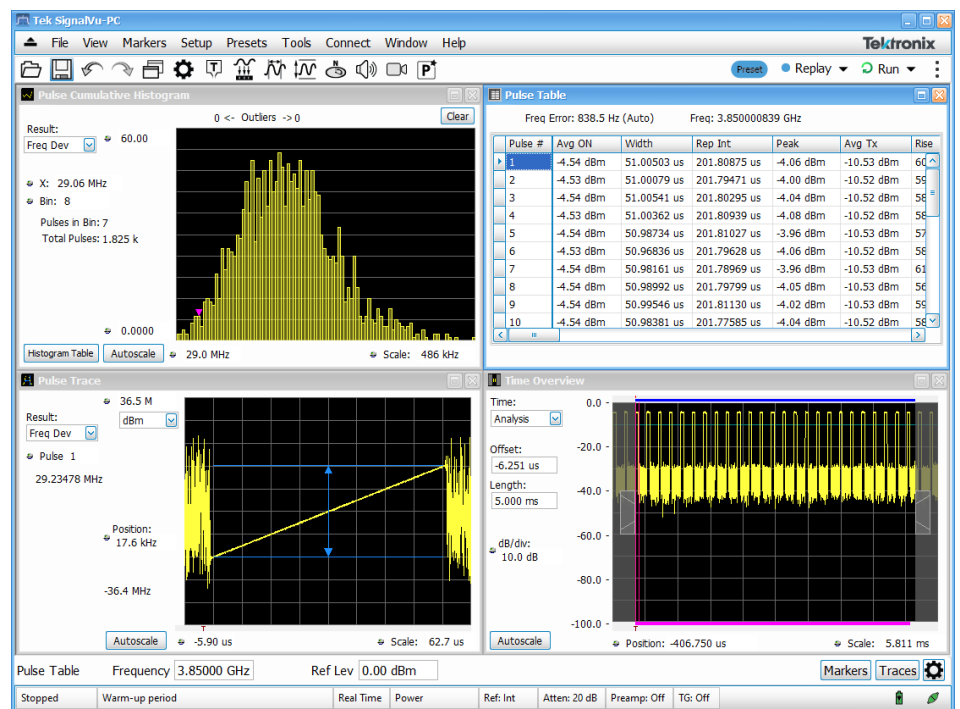 Tek SignalVu-PC
File View Markers Setup Presets Tools Connect Window Help
Tektronix
T
P
Preset
Replay
Run
Pulse Cumulative Histogram
0 <- Outliers -> 0
Clear
Result:
Freq Dev
60.00
X: 29.06 MHz
Bin: 8
Pulses in Bin: 7
Total Pulses: 1.825 k
0.0000
Histogram Table
Autoscale
29.0 MHz
Scale: 486 kHz
Pulse Table
Freq Error: 838.5 Hz (Auto) Freq: 3.850000839 GHz
Pulse # Avg ON Width Rep Int Peak Avg Tx Rise
1 -4.54 dBm 51.00503 us 201.80875 us -4.06 dBm -10.53 dBm 60
2 -4.53 dBm 51.00079 us 201.79471 us -4.00 dBm -10.52 dBm 59
3 -4.54 dBm 51.00541 us 201.80295 us -4.04 dBm -10.53 dBm 58
4 -4.53 dBm 51.00362 us 201.80939 us -4.08 dBm -10.52 dBm 58
5 -4.54 dBm 50.98734 us 201.81027 us -3.96 dBm -10.53 dBm 57
6 -4.53 dBm 50.96836 us 201.79628 us -4.06 dBm -10.52 dBm 58
7 -4.54 dBm 50.98161 us 201.78969 us -3.96 dBm -10.53 dBm 61
8 -4.54 dBm 50.98992 us 201.79799 us -4.05 dBm -10.53 dBm 56
9 -4.54 dBm 50.99546 us 201.81130 us -4.02 dBm -10.53 dBm 59
10 -4.54 dBm 50.98381 us 201.77585 us -4.04 dBm -10.52 dBm 58
Pulse Trace
Result:
Freq Dev
36.5 M
dBm
Pulse 1
29.23478 MHz
Position:
17.6 kHz
-36.4 MHz
T
Autoscale
-5.90 us
Scale: 62.7 us
Time Overview
Time:
Analysis
Offset:
-6.251 us
Length:
5.000 ms
dB/div:
10.0 dB
0.0
-20.0
-40.0
-60.0
-80.0
-100.0
T
Autoscale
Position: -406.750 us
Scale: 5.811 ms
Pulse Table
Frequency 3.85000 GHz
Ref Lev 0.00 dBm
Markers
Traces
Stopped
Warm-up period
Real Time
Power
Ref: Int
Atten: 20 dB
Preamp: Off
TG: Off